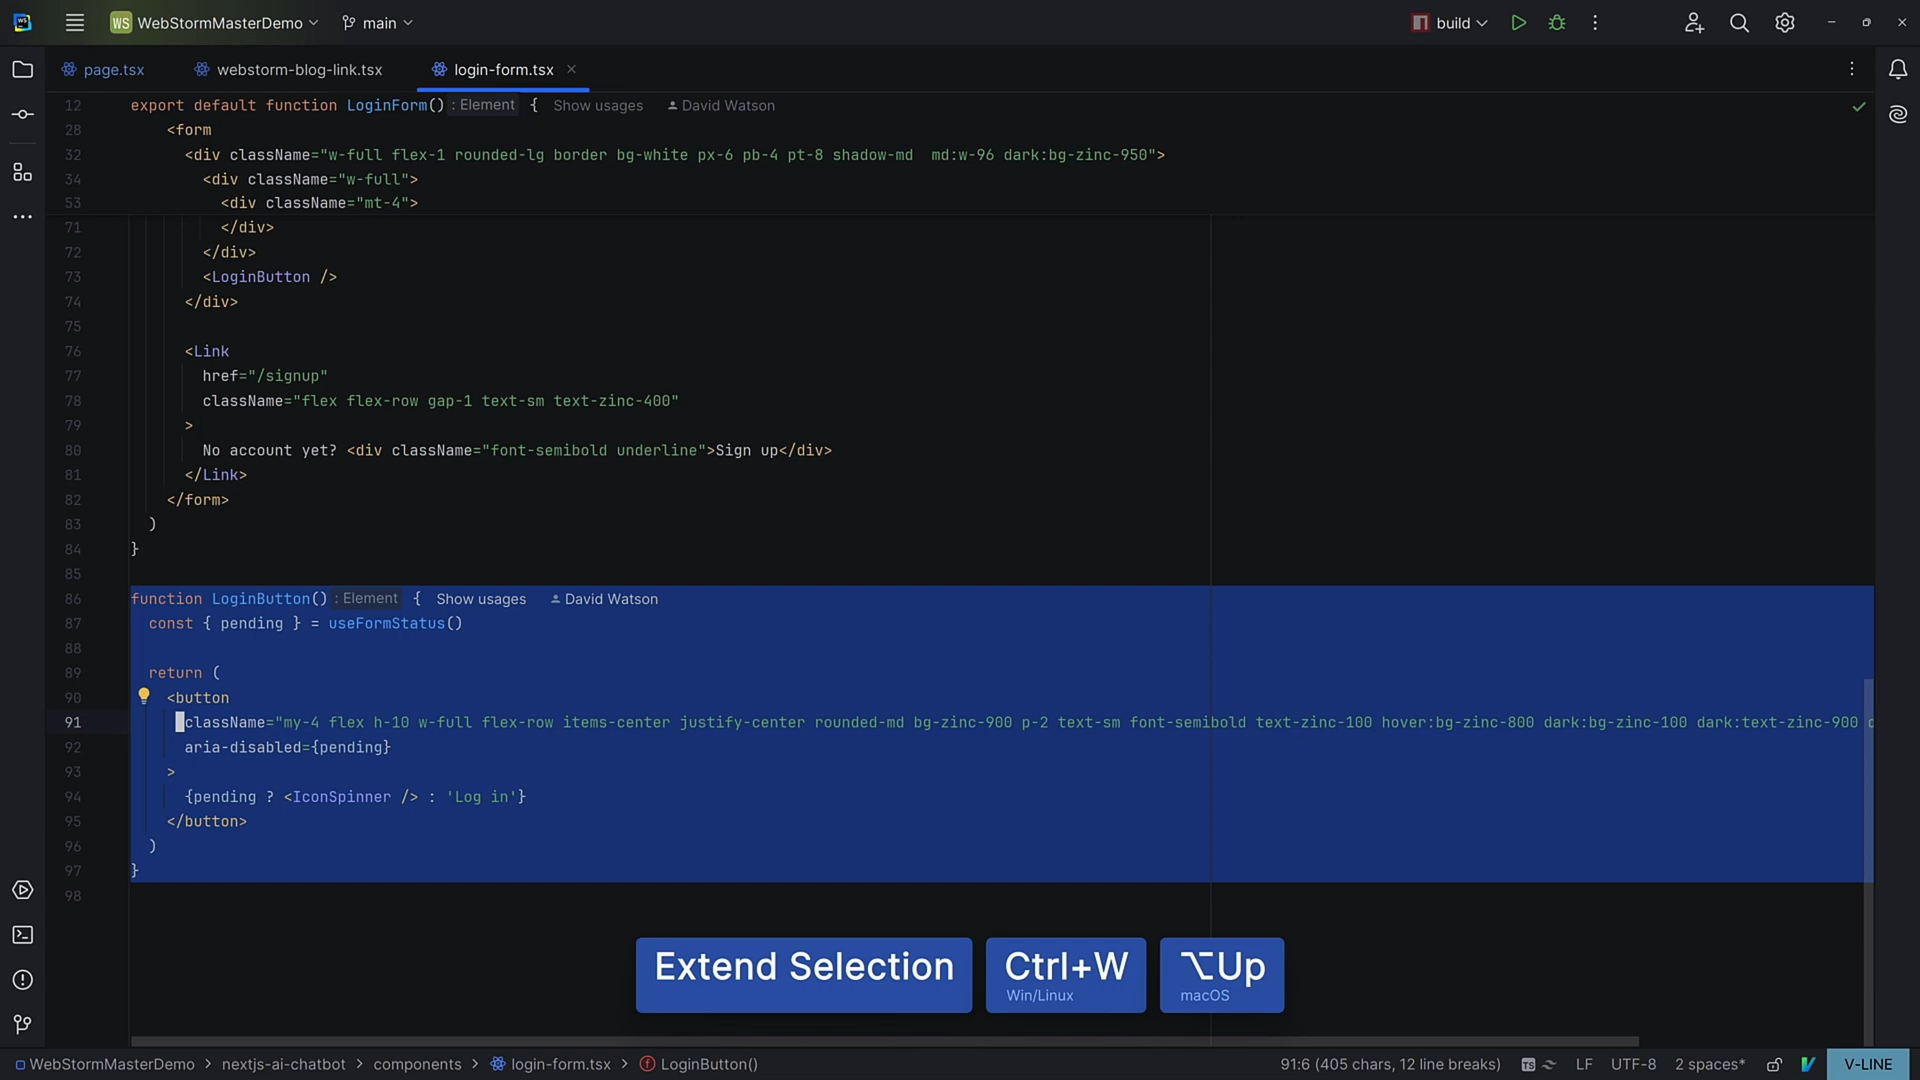 WS WebStormMasterDemo main build
page.tsx webstorm-blog-link.tsx login-form.tsx
12 export default function LoginForm() : Element { Show usages David Watson
28 <form
32 <div className="w-full flex-1 rounded-lg border bg-white px-6 pb-4 pt-8 shadow-md  md:w-96 dark:bg-zinc-950">
34 <div className="w-full">
53 <div className="mt-4">
71 </div>
72 </div>
73 <LoginButton />
74 </div>
75
76 <Link
77 href="/signup"
78 className="flex flex-row gap-1 text-sm text-zinc-400"
79 >
80 No account yet? <div className="font-semibold underline">Sign up</div>
81 </Link>
82 </form>
83 )
84 }
85
86 function LoginButton() : Element { Show usages David Watson
87 const { pending } = useFormStatus()
88
89 return (
90 <button
91 className="my-4 flex h-10 w-full flex-row items-center justify-center rounded-md bg-zinc-900 p-2 text-sm font-semibold text-zinc-100 hover:bg-zinc-800 dark:bg-zinc-100 dark:text-zinc-900
92 aria-disabled={pending}
93 >
94 {pending ? <IconSpinner /> : 'Log in'}
95 </button>
96 )
97 }
98
Extend Selection Ctrl+W ⌥Up
Win/Linux macOS
WebStormMasterDemo > nextjs-ai-chatbot > components > login-form.tsx > LoginButton() 91:6 (405 chars, 12 line breaks) TS LF UTF-8 2 spaces* V-LINE